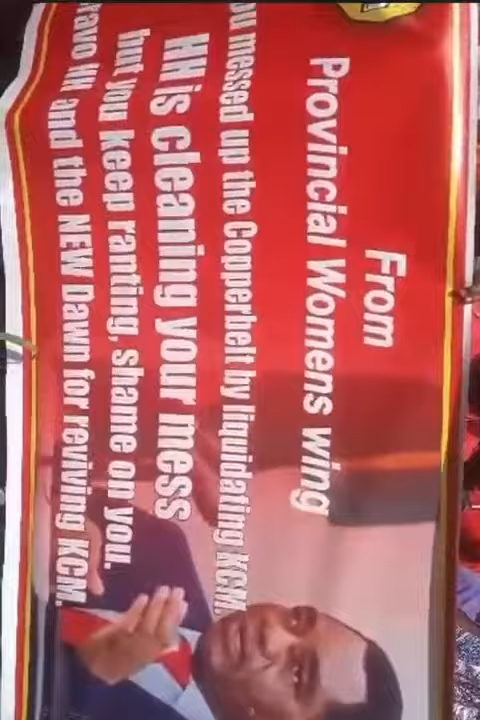 From
Provincial Womens wing
ou messed up the Copperbelt by liquidating KCM.
HH is cleaning your mess
but you keep ranting, shame on you.
ravo HH and the NEW Dawn for reviving KCM.